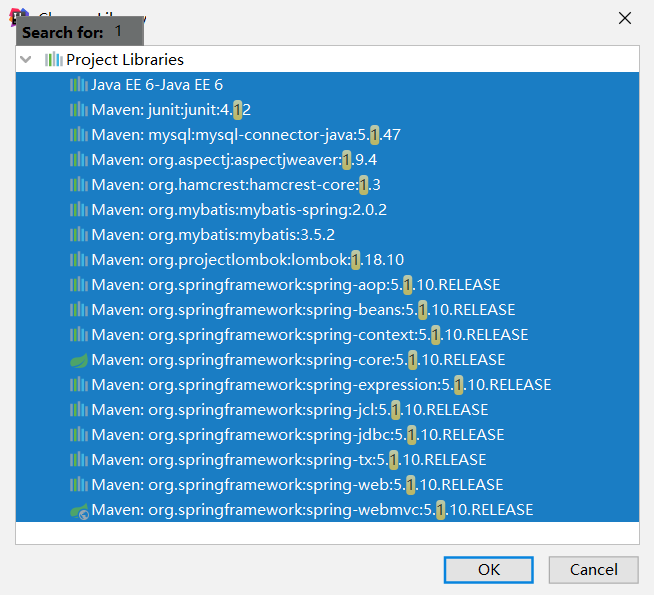 Search for: 1
Project Libraries
Java EE 6-Java EE 6
Maven: junit:junit:4.12
Maven: mysql:mysql-connector-java:5.1.47
Maven: org.aspectj:aspectjweaver:1.9.4
Maven: org.hamcrest:hamcrest-core:1.3
Maven: org.mybatis:mybatis-spring:2.0.2
Maven: org.mybatis:mybatis:3.5.2
Maven: org.projectlombok:lombok:1.18.10
Maven: org.springframework:spring-aop:5.1.10.RELEASE
Maven: org.springframework:spring-beans:5.1.10.RELEASE
Maven: org.springframework:spring-context:5.1.10.RELEASE
Maven: org.springframework:spring-core:5.1.10.RELEASE
Maven: org.springframework:spring-expression:5.1.10.RELEASE
Maven: org.springframework:spring-jcl:5.1.10.RELEASE
Maven: org.springframework:spring-jdbc:5.1.10.RELEASE
Maven: org.springframework:spring-tx:5.1.10.RELEASE
Maven: org.springframework:spring-web:5.1.10.RELEASE
Maven: org.springframework:spring-webmvc:5.1.10.RELEASE
OK Cancel